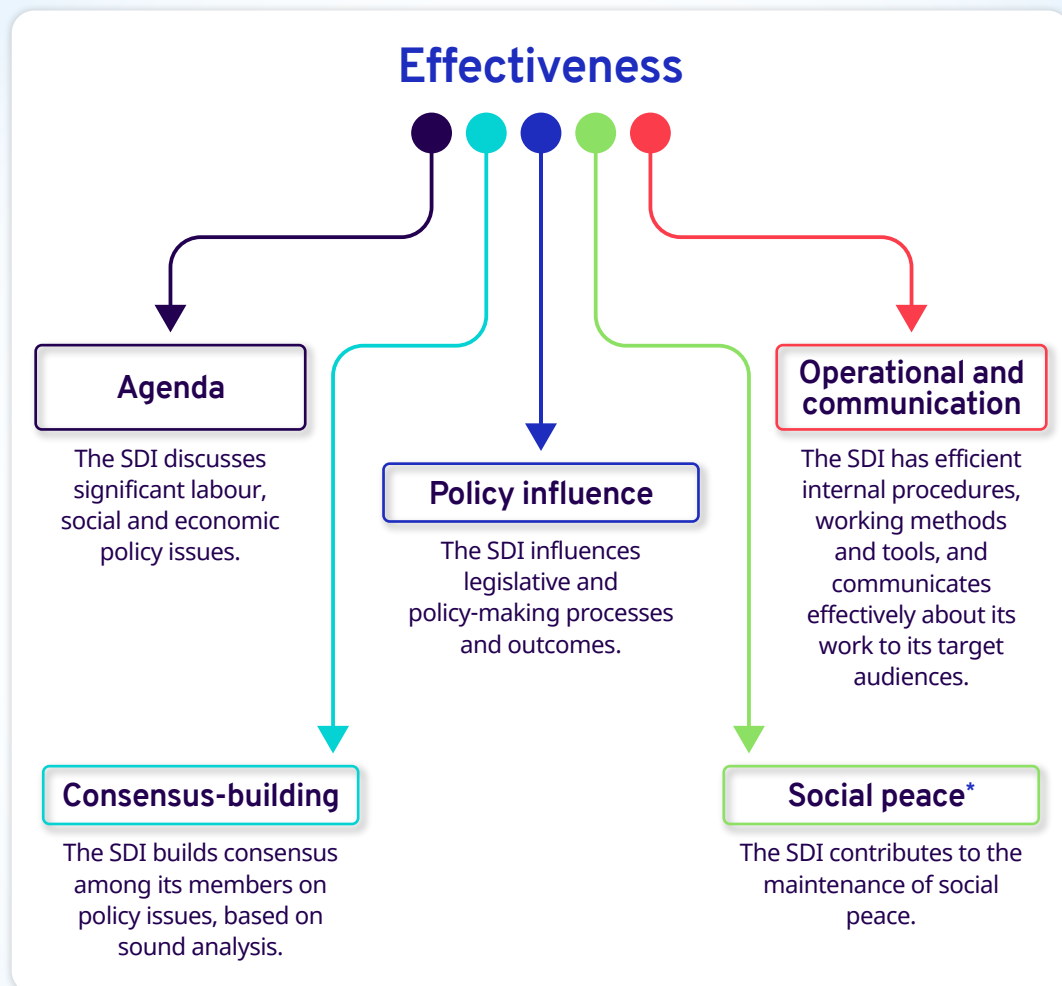 Effectiveness
Agenda
The SDI discusses
significant labour,
social and economic
policy issues.
Operational and
communication
The SDI has efficient
internal procedures,
working methods
and tools, and
communicates
effectively about its
work to its target
audiences.
Policy influence
The SDI influences
legislative and
policy-making processes
and outcomes.
Consensus-building
The SDI builds consensus
among its members on
policy issues, based on
sound analysis.
Social peace*
The SDI contributes to the
maintenance of social
peace.